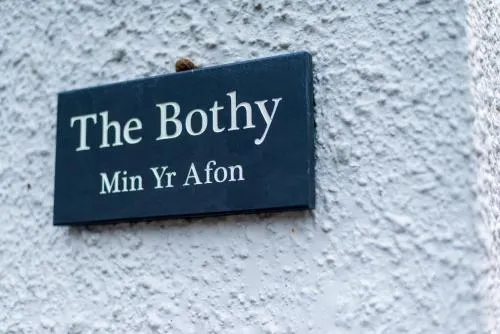 The Bothy
Min Yr Afon